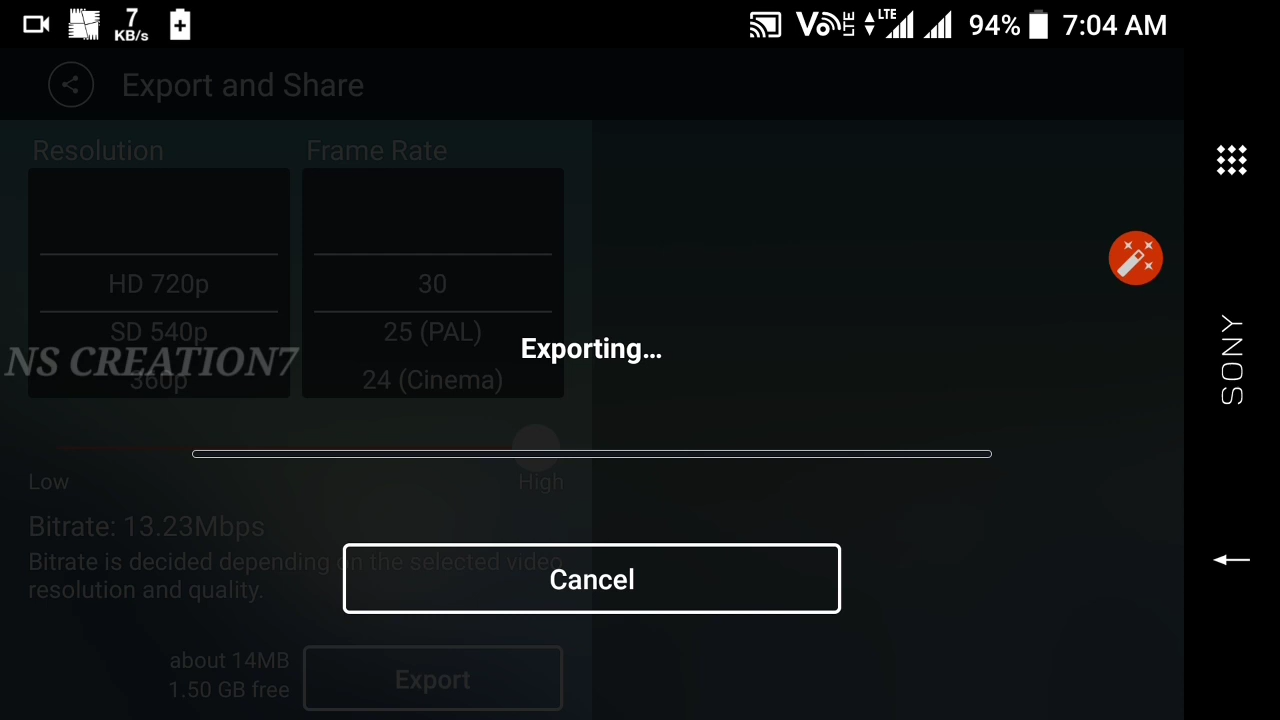 7
KB/s
VoLTE LTE 94% 7:04 AM
Export and Share
Resolution
Frame Rate
HD 720p
30
SD 540p
25 (PAL)
NS CREATION7
360p
24 (Cinema)
Exporting...
Low
High
Bitrate: 13.23Mbps
Bitrate is decided depending on the selected video
resolution and quality.
Cancel
about 14MB
1.50 GB free
Export
SONY